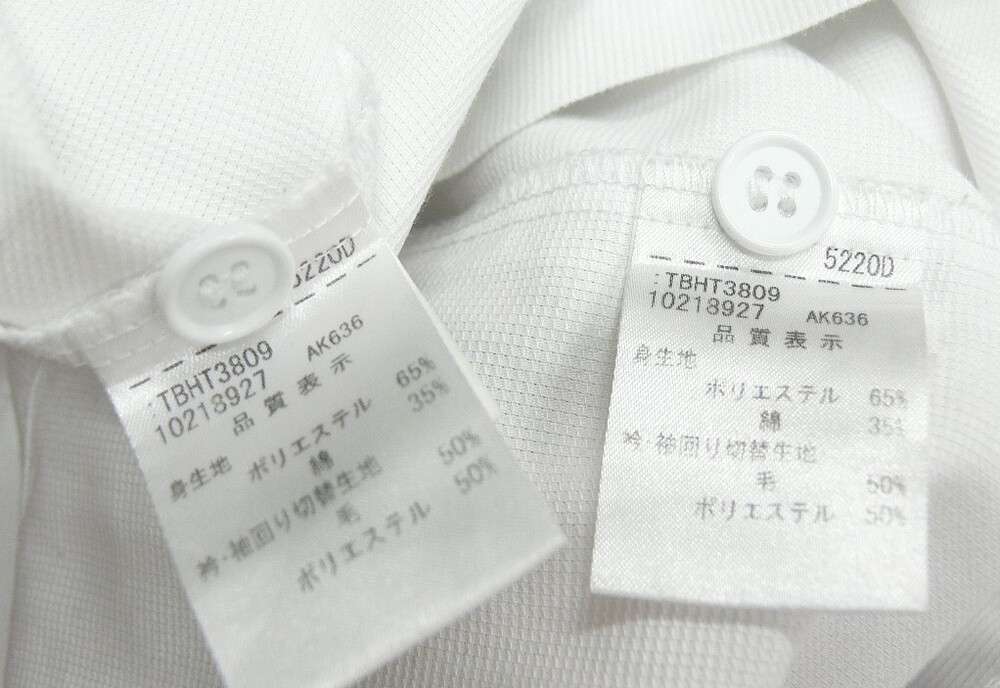 5220D
:TBHT3809
10218927 AK636
品質表示
身生地
ポリエステル 65%
綿 35%
衿・袖回り切替生地
毛 50%
ポリエステル 50%
5220D
:TBHT3809
10218927 AK636
品質表示
身生地
ポリエステル 65%
綿 35%
衿・袖回り切替生地
毛 50%
ポリエステル 50%